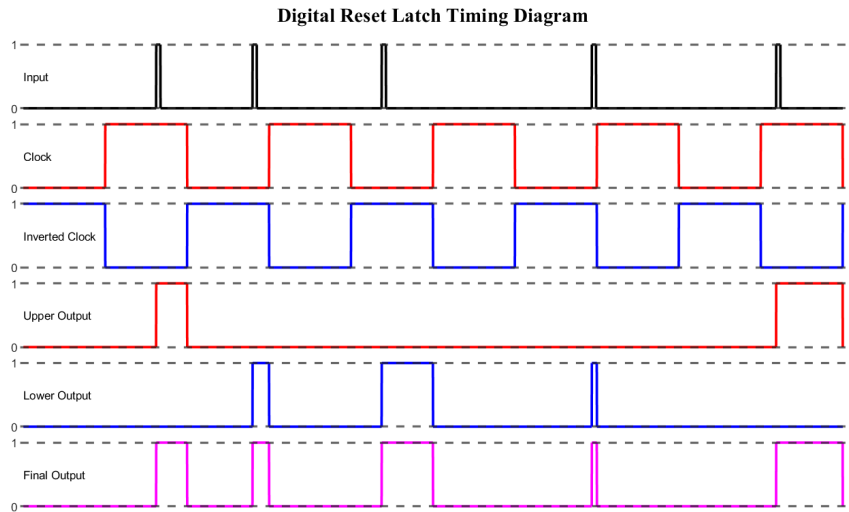 Digital Reset Latch Timing Diagram
1
Input
0
1
Clock
0
1
Inverted Clock
0
1
Upper Output
0
1
Lower Output
0
1
Final Output
0